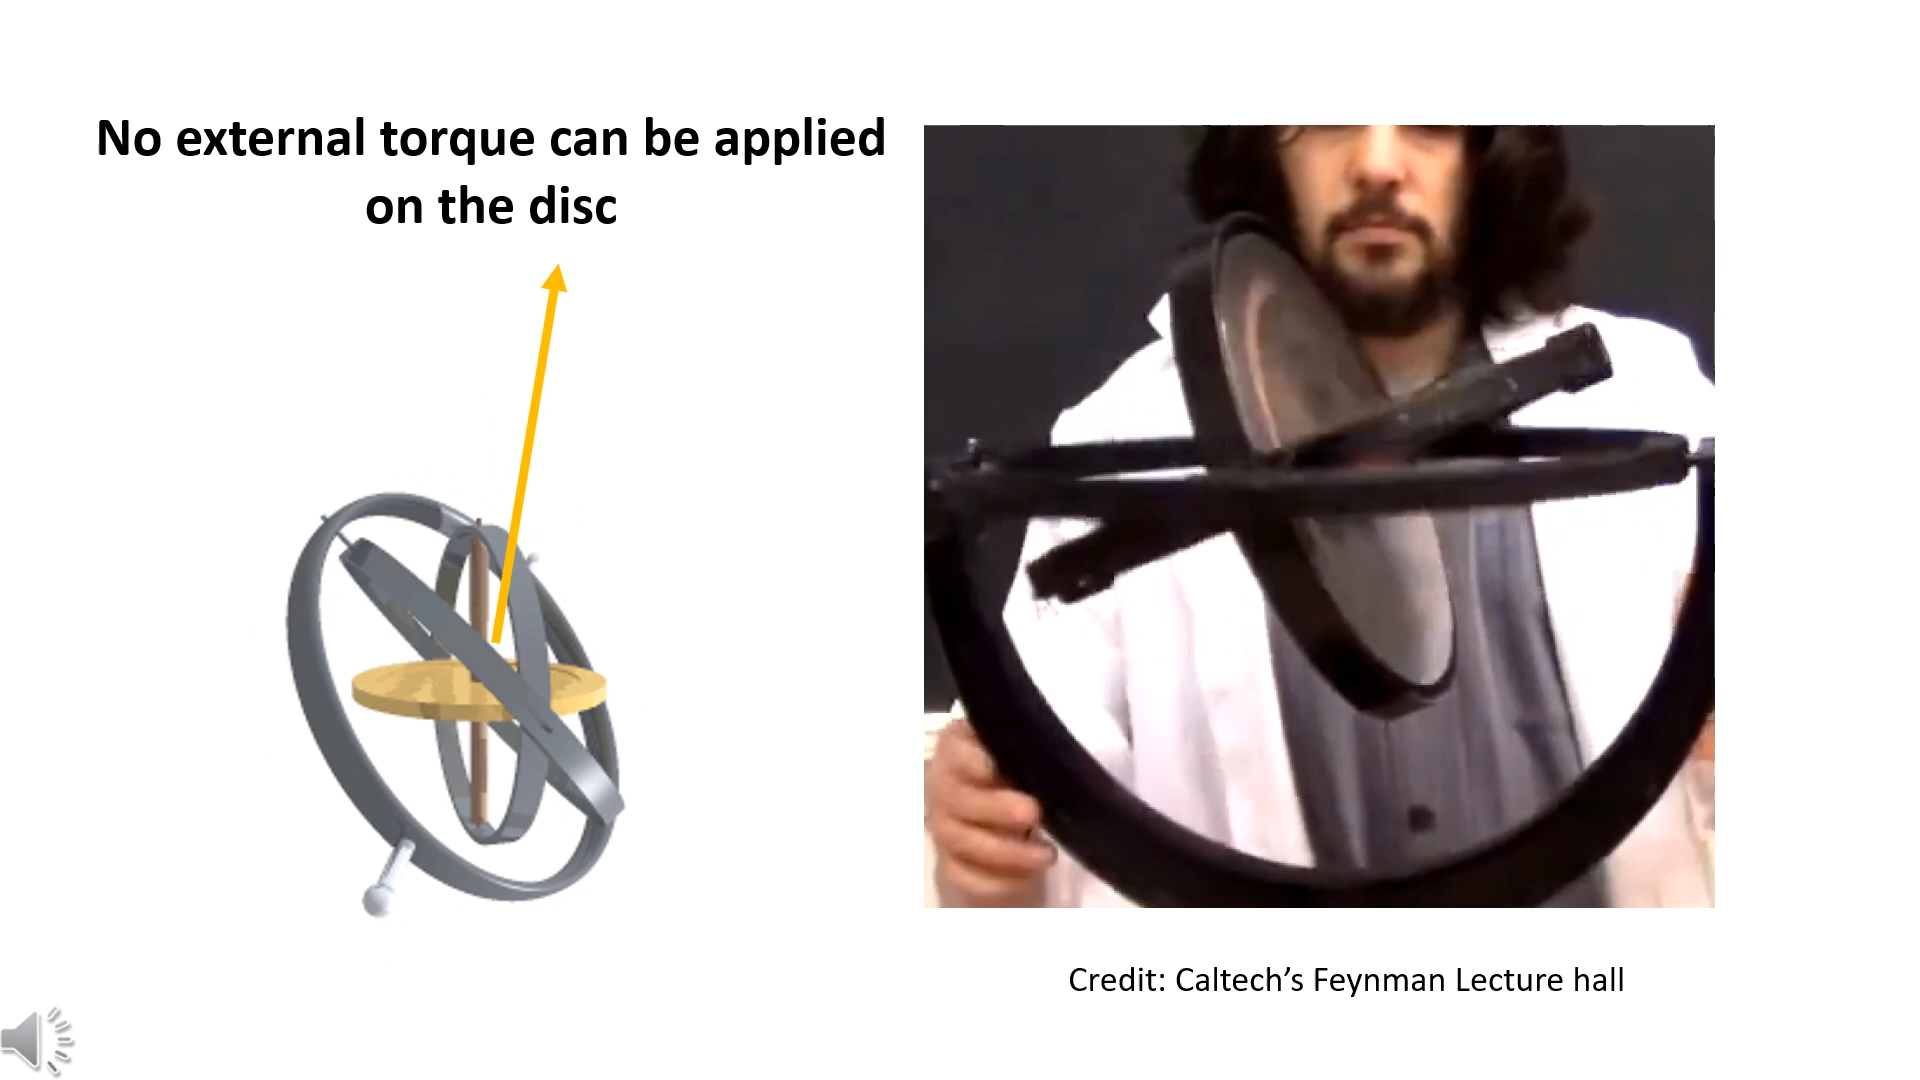 No external torque can be applied
on the disc
Credit: Caltech’s Feynman Lecture hall